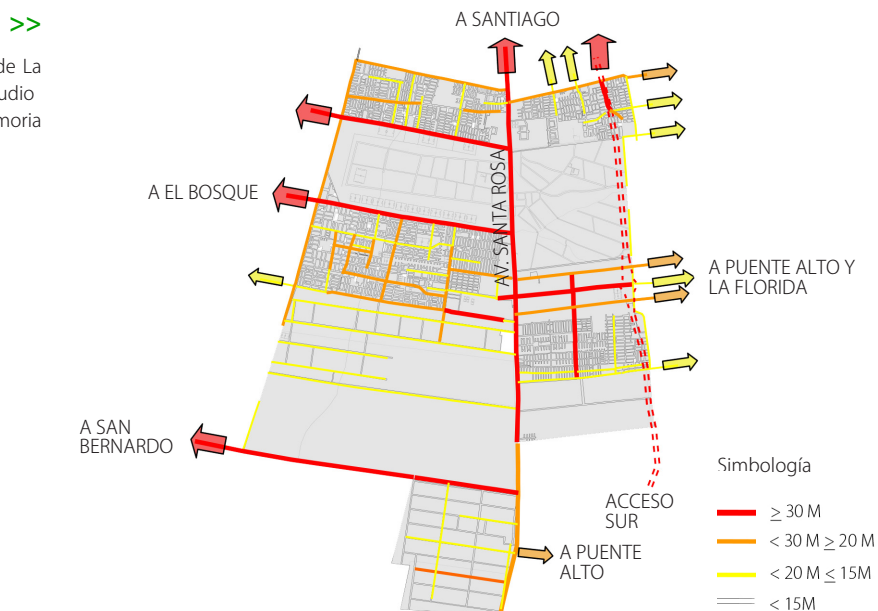 >>
de La
udio
moria
A SANTIAGO
A EL BOSQUE
AV. SANTA ROSA
A PUENTE ALTO Y
LA FLORIDA
A SAN
BERNARDO
ACCESO
SUR
A PUENTE
ALTO
Simbología
≥ 30 M
< 30 M ≥ 20 M
< 20 M ≤ 15M
< 15M